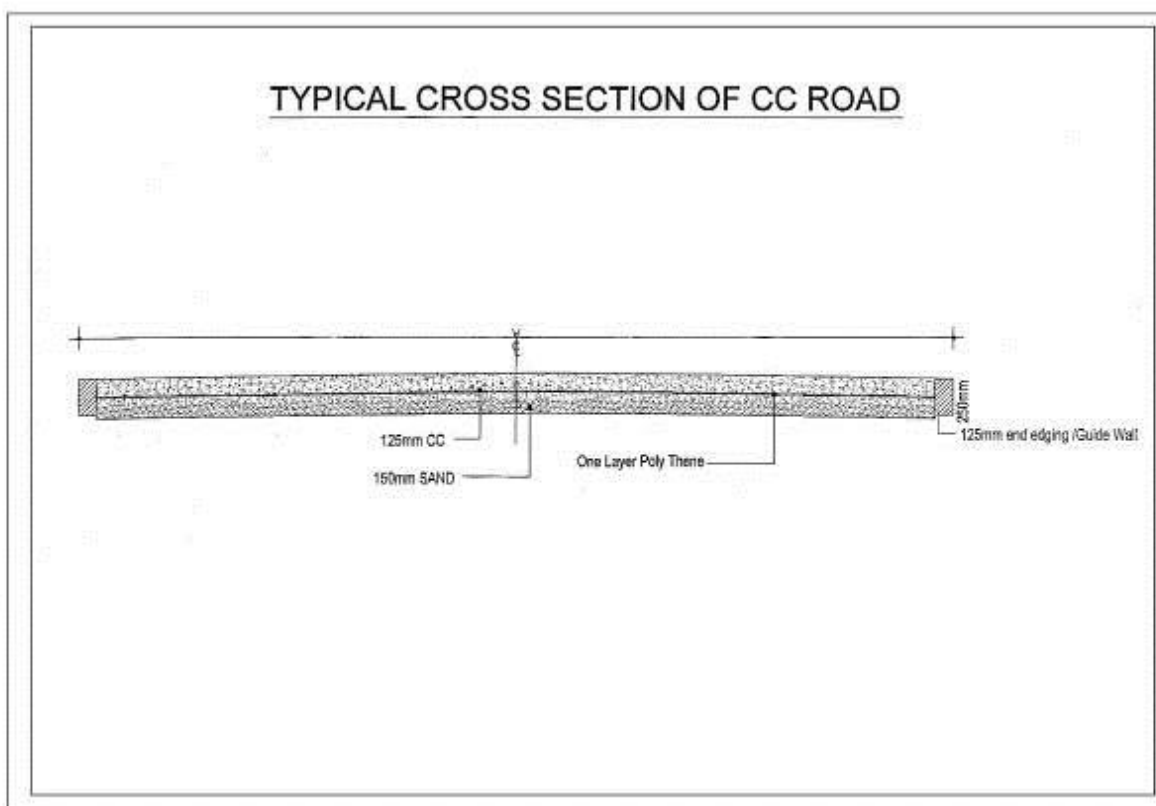 TYPICAL CROSS SECTION OF CC ROAD
250mm
125mm CC
125mm end edging /Guide Wall
One Layer Poly Thene
150mm SAND